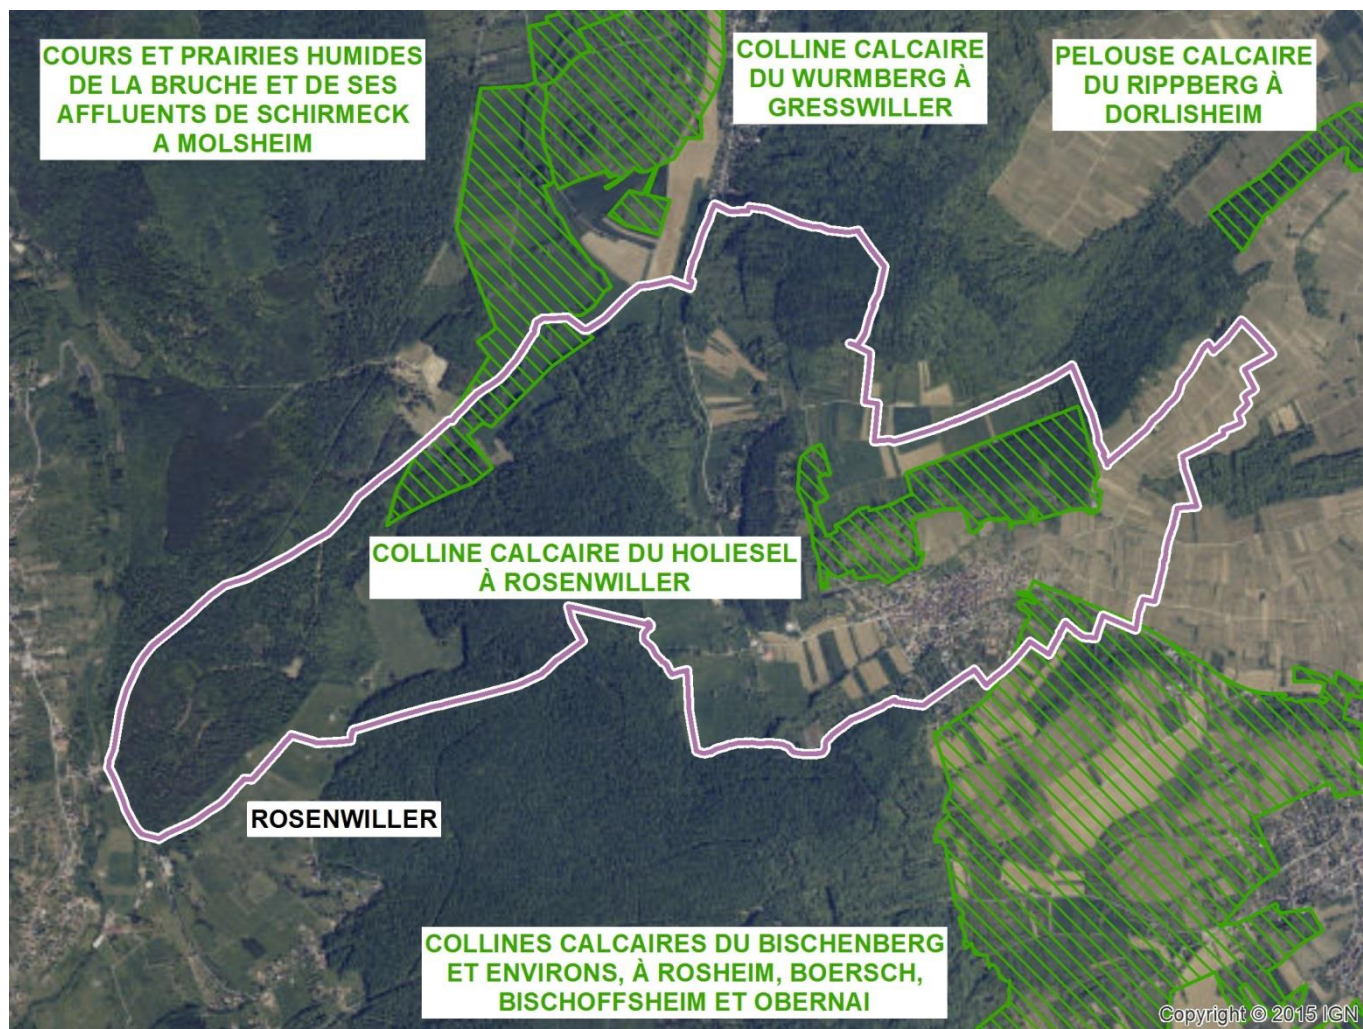 COURS ET PRAIRIES HUMIDES
DE LA BRUCHE ET DE SES
AFFLUENTS DE SCHIRMECK
A MOLSHEIM
COLLINE CALCAIRE
DU WURMBERG À
GRESSWILLER
PELOUSE CALCAIRE
DU RIPPBERG À
DORLISHEIM
COLLINE CALCAIRE DU HOLIESEL
À ROSENWILLER
ROSENWILLER
COLLINES CALCAIRES DU BISCHENBERG
ET ENVIRONS, À ROSHEIM, BOERSCH,
BISCHOFFSHEIM ET OBERNAI
Copyright © 2015 IGN